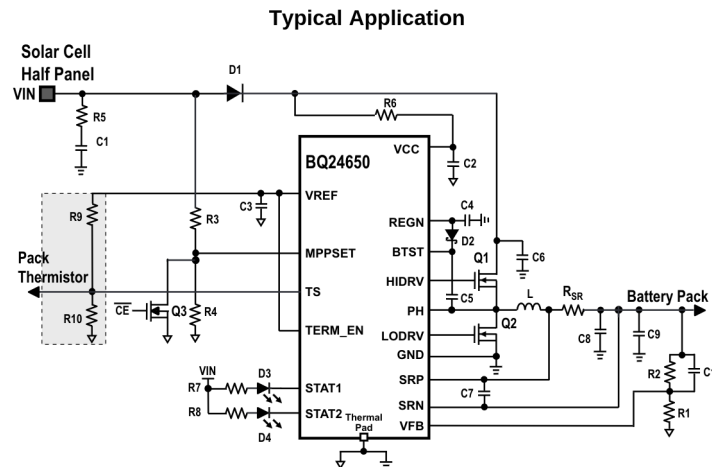 Typical Application
Solar Cell
Half Panel
VIN
D1
R5
C1
R6
VCC
C2
BQ24650
VREF
R9
C3
R3
REGN
C4
D2
BTST
MPPSET
Q1
C6
Pack
Thermistor
HIDRV
TS
C5
PH
L
RSR
Battery Pack
R10
CE
Q3
R4
Q2
LODRV
C8
C9
TERM_EN
GND
VIN
D3
R7
STAT1
SRP
R2
C7
R8
STAT2
SRN
R1
D4
Thermal
Pad
VFB